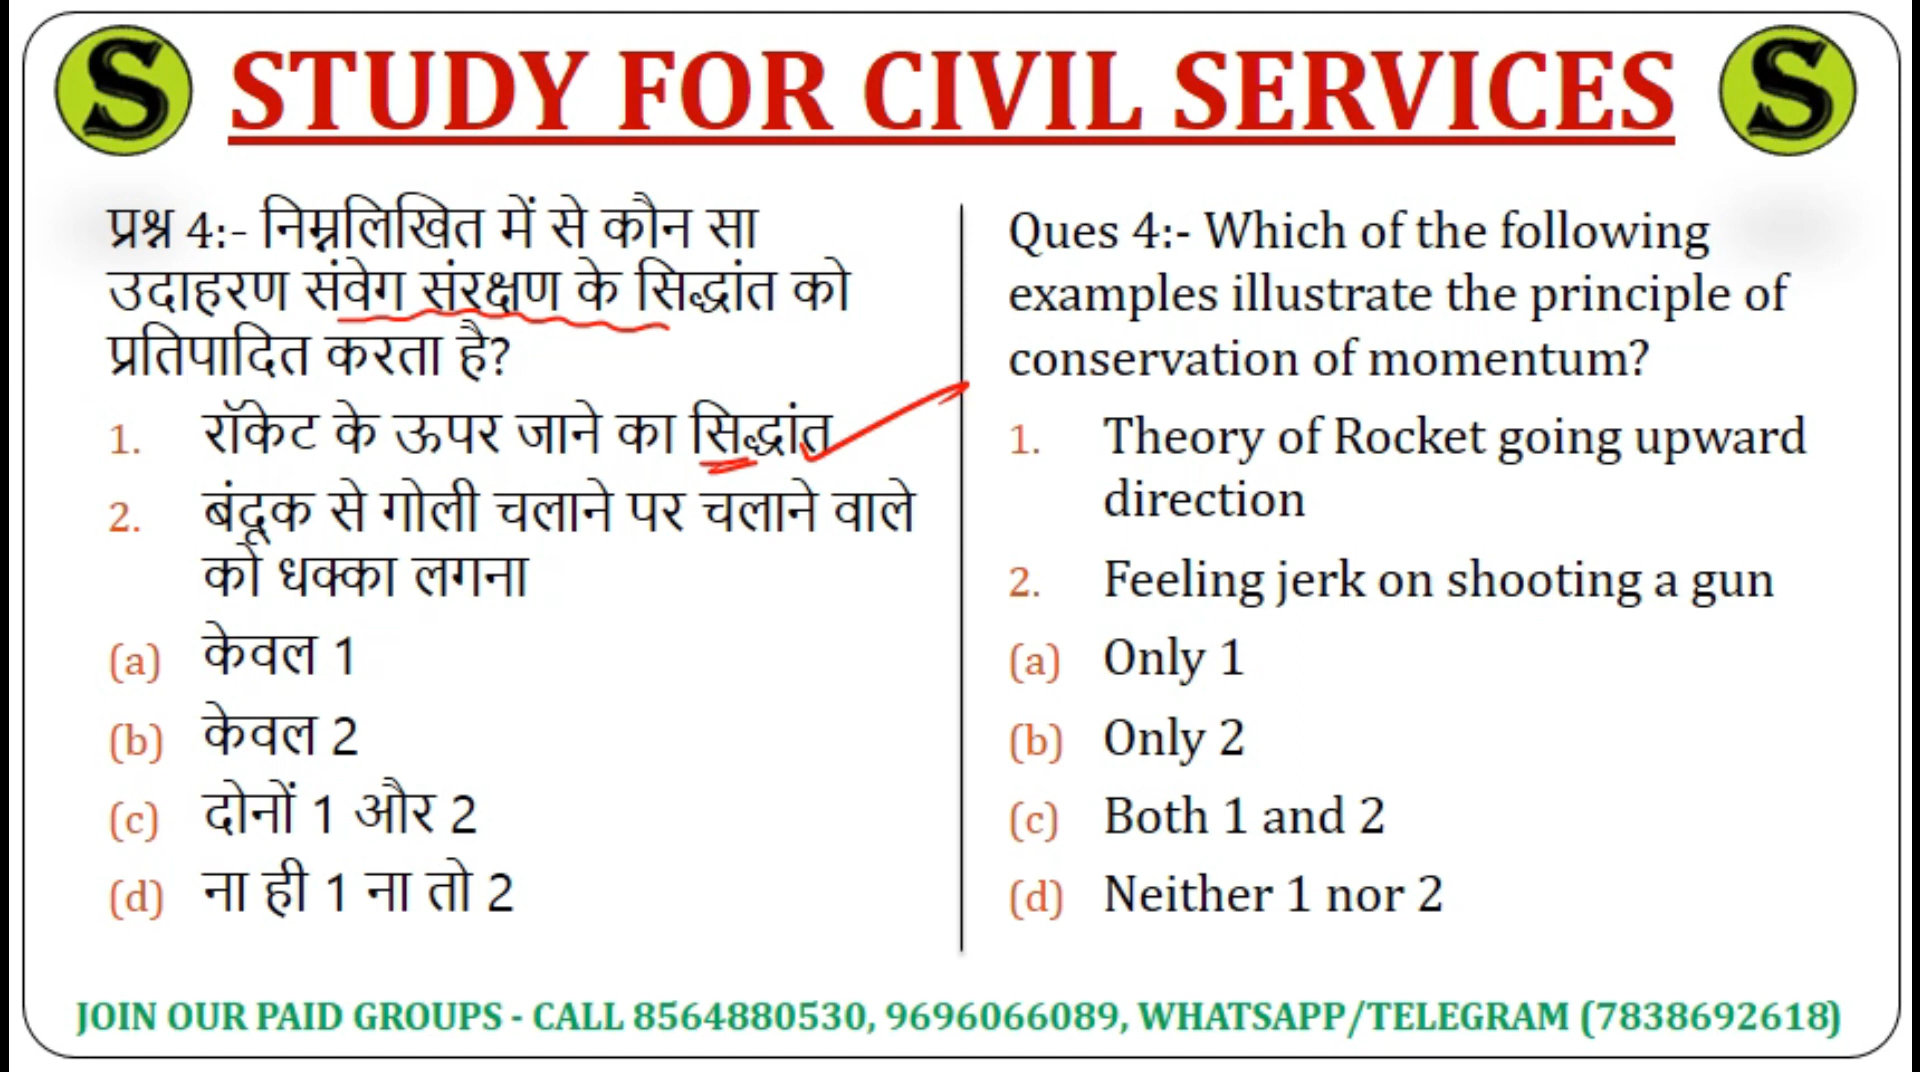 S STUDY FOR CIVIL SERVICES S
प्रश्न 4:- निम्नलिखित में से कौन सा
उदाहरण संवेग संरक्षण के सिद्धांत को
प्रतिपादित करता है?
1. रॉकेट के ऊपर जाने का सिद्धांत
2. बंदूक से गोली चलाने पर चलाने वाले
को धक्का लगना
(a) केवल 1
(b) केवल 2
(c) दोनों 1 और 2
(d) ना ही 1 ना तो 2
Ques 4:- Which of the following
examples illustrate the principle of
conservation of momentum?
1. Theory of Rocket going upward
direction
2. Feeling jerk on shooting a gun
(a) Only 1
(b) Only 2
(c) Both 1 and 2
(d) Neither 1 nor 2
JOIN OUR PAID GROUPS - CALL 8564880530, 9696066089, WHATSAPP/TELEGRAM (7838692618)